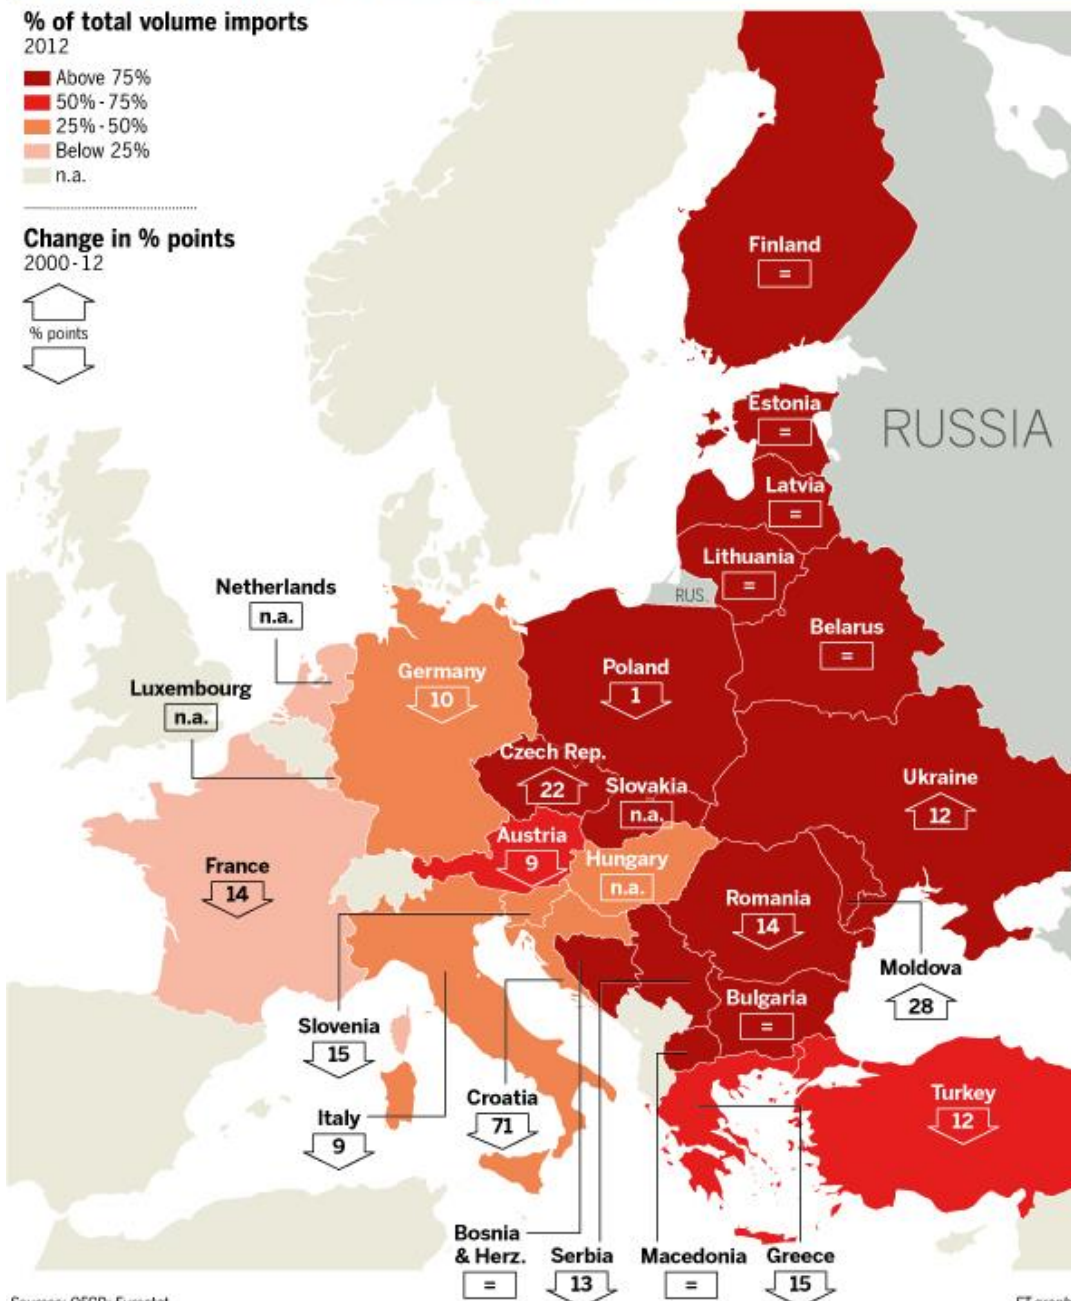 % of total volume imports
2012
Above 75%
50%-75%
25%-50%
Below 25%
n.a.
Change in % points
2000-12
% points
Finland
=
Estonia
=
RUSSIA
Latvia
=
Lithuania
=
RUS.
Belarus
=
Netherlands
n.a.
Luxembourg
n.a.
Germany
10
Poland
1
Czech Rep.
22
Slovakia
n.a.
Ukraine
12
Austria
9
Hungary
n.a.
France
14
Romania
14
Moldova
28
Bulgaria
=
Slovenia
15
Italy
9
Croatia
71
Turkey
12
Bosnia
& Herz.
=
Serbia
13
Macedonia
=
Greece
15